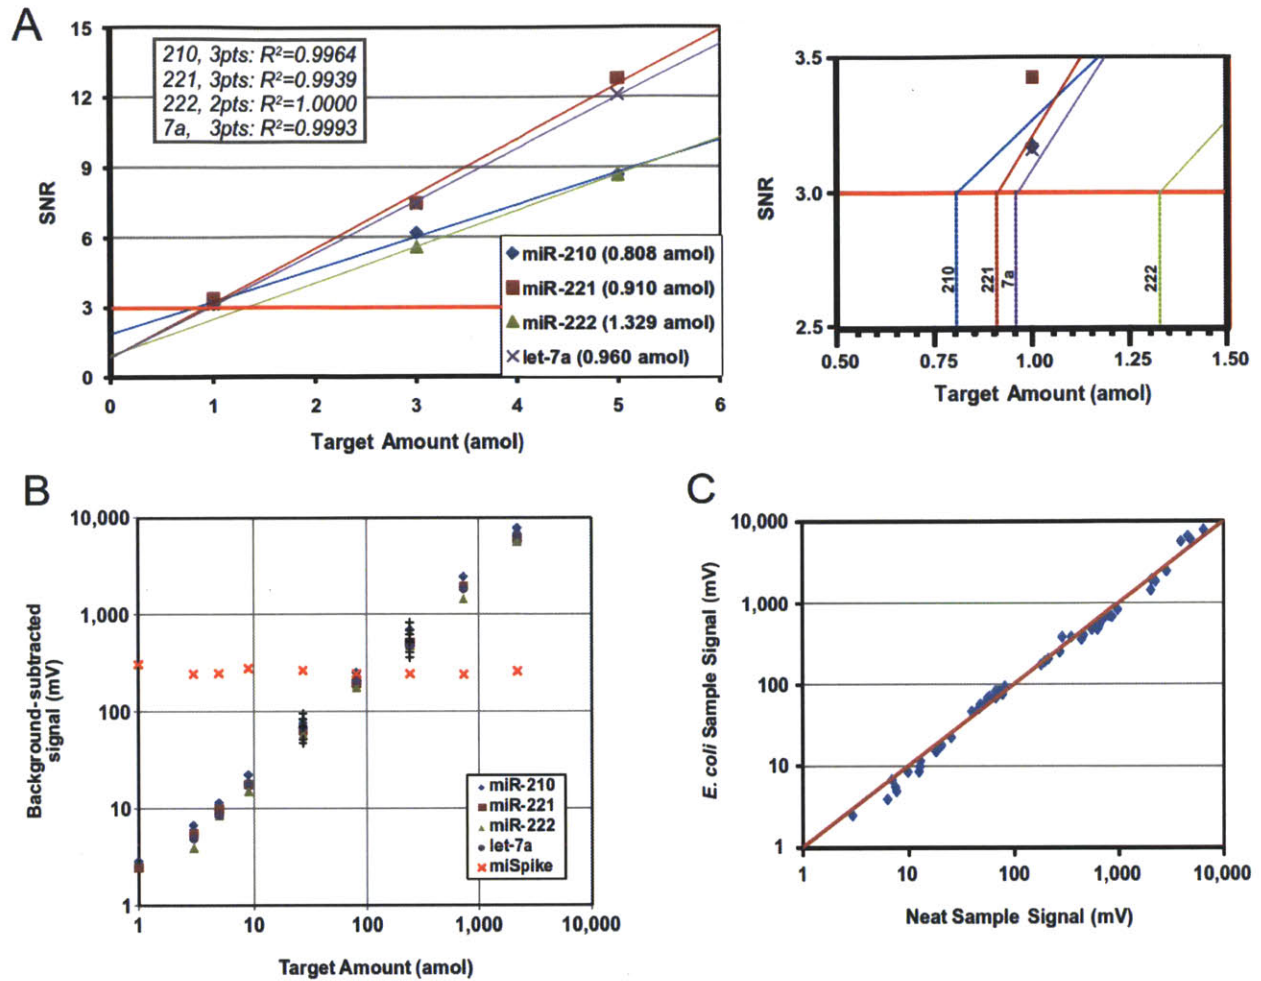 A
15
12
9
6
3
0
SNR
210, 3pts: R²=0.9964
221, 3pts: R²=0.9939
222, 2pts: R²=1.0000
7a, 3pts: R²=0.9993
miR-210 (0.808 amol)
miR-221 (0.910 amol)
miR-222 (1.329 amol)
let-7a (0.960 amol)
0 1 2 3 4 5 6
Target Amount (amol)
3.5
3.0
2.5
SNR
210
221
7a
222
0.50 0.75 1.00 1.25 1.50
Target Amount (amol)
B
10,000
1,000
100
10
1
Background-subtracted
signal (mV)
miR-210
miR-221
miR-222
let-7a
miSpike
1 10 100 1,000 10,000
Target Amount (amol)
C
10,000
1,000
100
10
1
E. coli Sample Signal (mV)
1 10 100 1,000 10,000
Neat Sample Signal (mV)